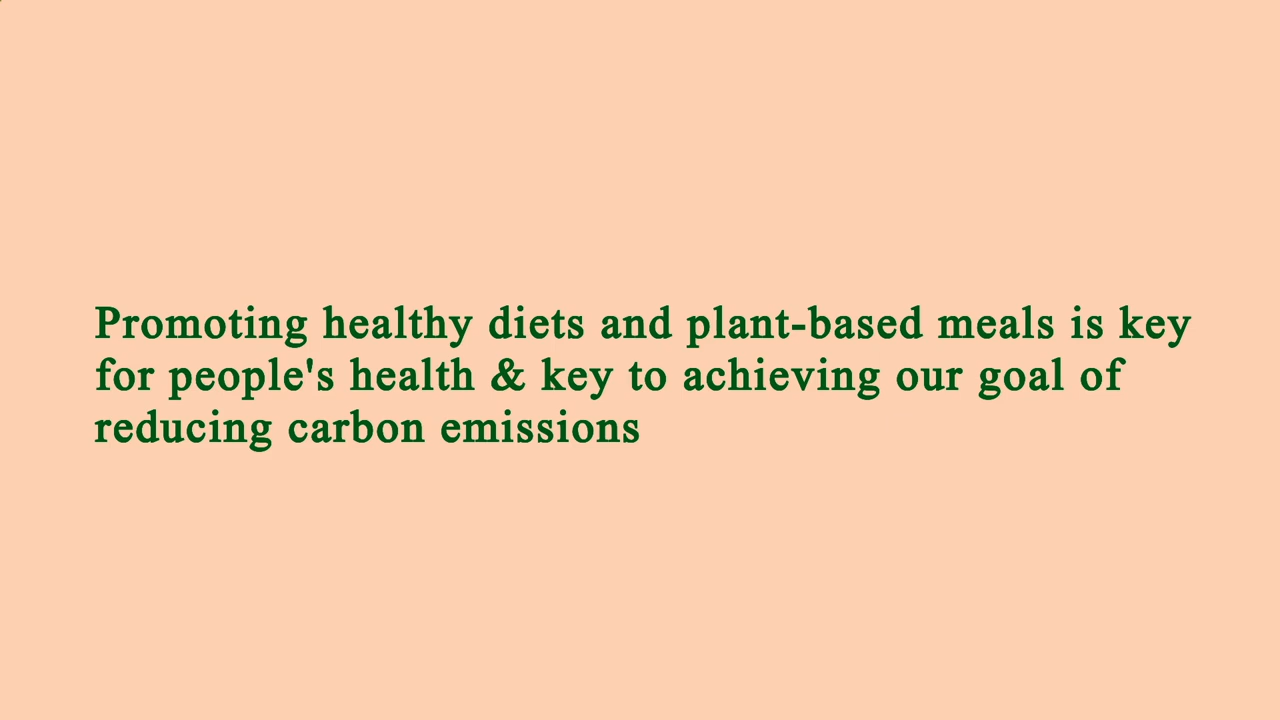 Promoting healthy diets and plant-based meals is key
for people's health & key to achieving our goal of
reducing carbon emissions